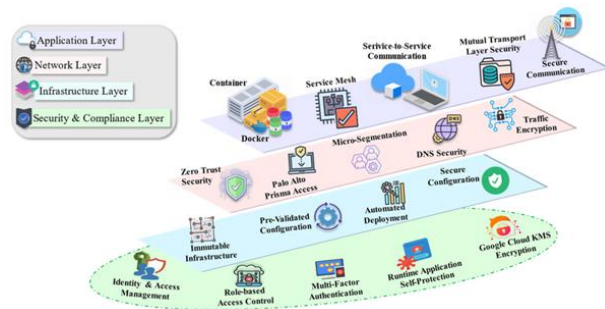 Application Layer
Network Layer
Infrastructure Layer
Security & Compliance Layer
Container
Docker
Service Mesh
Serivice-to-Service
Communication
Mutual Transport
Layer Security
Secure
Communication
Zero Trust
Security
Palo Alto
Prisma Access
Micro-Segmentation
DNS
DNS Security
Traffic
Encryption
Immutable
Infrastructure
Pre-Validated
Configuration
Automated
Deployment
Secure
Configuration
Identity & Access
Management
Role-based
Access Control
Multi-Factor
Authentication
Runtime Application
Self-Protection
Google Cloud KMS
Encryption